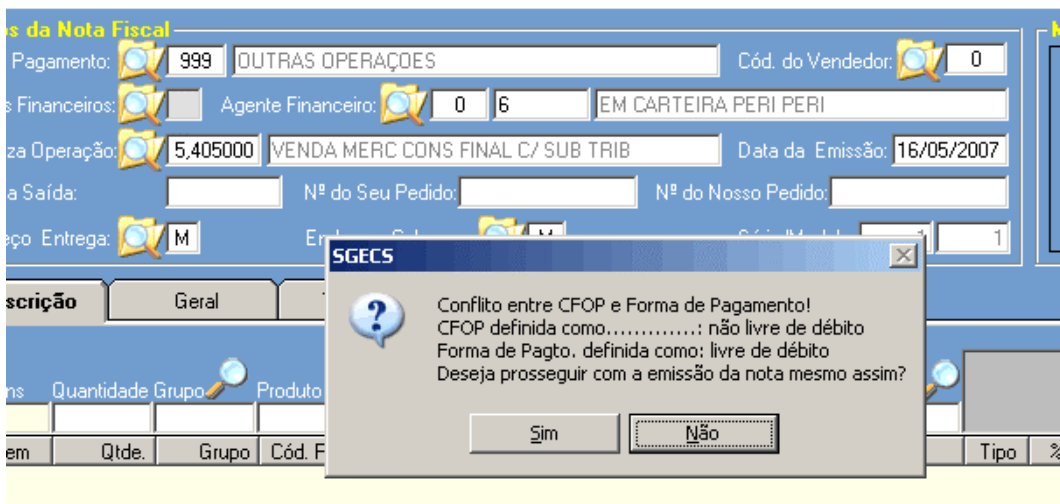 s da Nota Fiscal
Pagamento: 999 OUTRAS OPERAÇOES Cód. do Vendedor: 0
s Financeiros: Agente Financeiro: 0 6 EM CARTEIRA PERI PERI
za Operação: 5,405000 VENDA MERC CONS FINAL C/ SUB TRIB Data da Emissão: 16/05/2007
a Saída: Nº do Seu Pedido: Nº do Nosso Pedido:
eço Entrega: M 1 1
SGECS
scrição Geral
Conflito entre CFOP e Forma de Pagamento!
CFOP definida como.............: não livre de débito
Forma de Pagto. definida como: livre de débito
Deseja prosseguir com a emissão da nota mesmo assim?
Sim Não
ns Quantidade Grupo Produto
em Qtde. Grupo Cód. F Tipo %